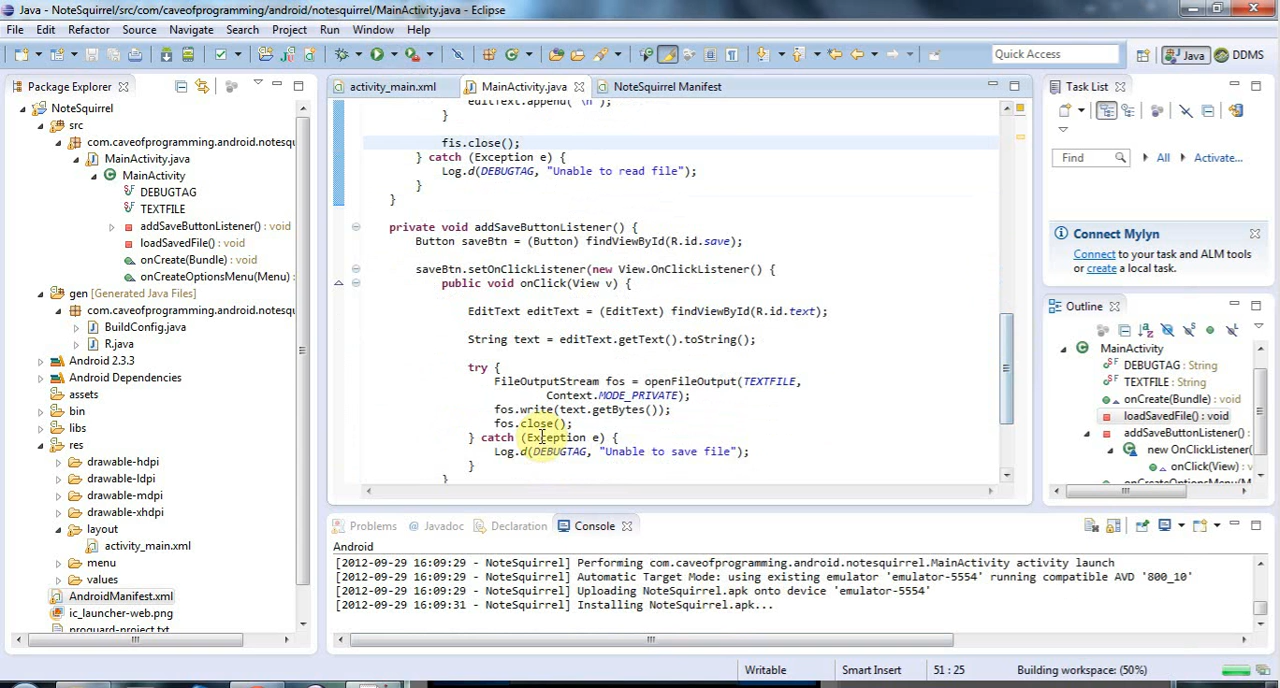 Java - NoteSquirrel/src/com/caveofprogramming/android/notesquirrel/MainActivity.java - Eclipse
File Edit Refactor Source Navigate Search Project Run Window Help
Quick Access
Java
DDMS
Package Explorer
NoteSquirrel
src
com.caveofprogramming.android.notesqu
MainActivity.java
MainActivity
DEBUGTAG
TEXTFILE
addSaveButtonListener() : void
loadSavedFile() : void
onCreate(Bundle) : void
onCreateOptionsMenu(Menu) :
gen [Generated Java Files]
com.caveofprogramming.android.notesqu
BuildConfig.java
R.java
Android 2.3.3
Android Dependencies
assets
bin
libs
res
drawable-hdpi
drawable-ldpi
drawable-mdpi
drawable-xhdpi
layout
activity_main.xml
menu
values
AndroidManifest.xml
ic_launcher-web.png
proguard-project.txt
activity_main.xml
MainActivity.java
NoteSquirrel Manifest
editText.append("\n");
}
fis.close();
} catch (Exception e) {
Log.d(DEBUGTAG, "Unable to read file");
}
}
private void addSaveButtonListener() {
Button saveBtn = (Button) findViewById(R.id.save);
saveBtn.setOnClickListener(new View.OnClickListener() {
public void onClick(View v) {
EditText editText = (EditText) findViewById(R.id.text);
String text = editText.getText().toString();
try {
FileOutputStream fos = openFileOutput(TEXTFILE,
Context.MODE_PRIVATE);
fos.write(text.getBytes());
fos.close();
} catch (Exception e) {
Log.d(DEBUGTAG, "Unable to save file");
}
}
Task List
Find
All
Activate...
Connect Mylyn
Connect to your task and ALM tools
or create a local task.
Outline
MainActivity
DEBUGTAG : String
TEXTFILE : String
onCreate(Bundle) : void
loadSavedFile() : void
addSaveButtonListener() :
new OnClickListener()
onClick(View) :
Problems
@ Javadoc
Declaration
Console
Android
[2012-09-29 16:09:29 - NoteSquirrel] Performing com.caveofprogramming.android.notesquirrel.MainActivity activity launch
[2012-09-29 16:09:29 - NoteSquirrel] Automatic Target Mode: using existing emulator 'emulator-5554' running compatible AVD '800_10'
[2012-09-29 16:09:29 - NoteSquirrel] Uploading NoteSquirrel.apk onto device 'emulator-5554'
[2012-09-29 16:09:31 - NoteSquirrel] Installing NoteSquirrel.apk...
Writable
Smart Insert
51 : 25
Building workspace: (50%)